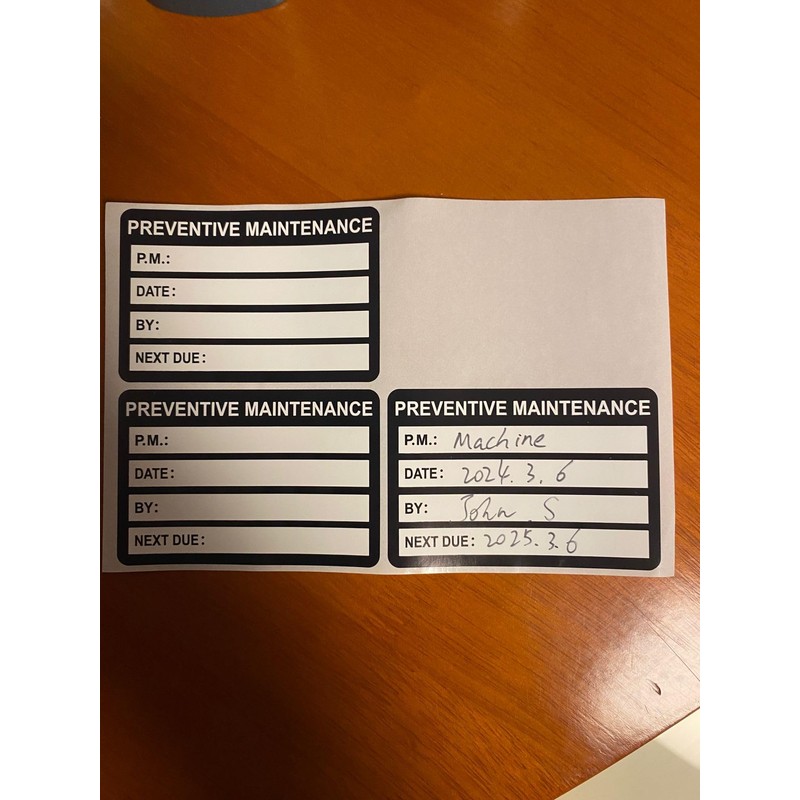 PREVENTIVE MAINTENANCE
P.M.:
DATE:
BY:
NEXT DUE:
PREVENTIVE MAINTENANCE
P.M.:
DATE:
BY:
NEXT DUE:
PREVENTIVE MAINTENANCE
P.M.: Machine
DATE: 2024.3.6
BY: John S
NEXT DUE: 2025.3.6